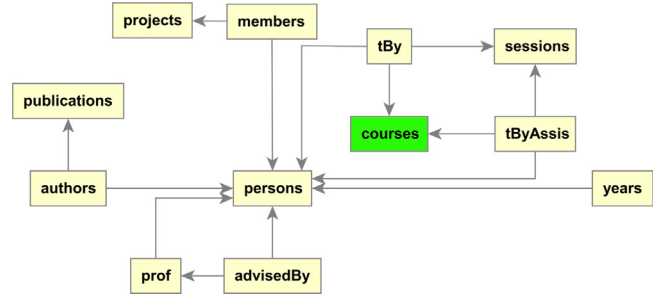 projects
members
tBy
sessions
publications
courses
tByAssis
authors
persons
years
prof
advisedBy